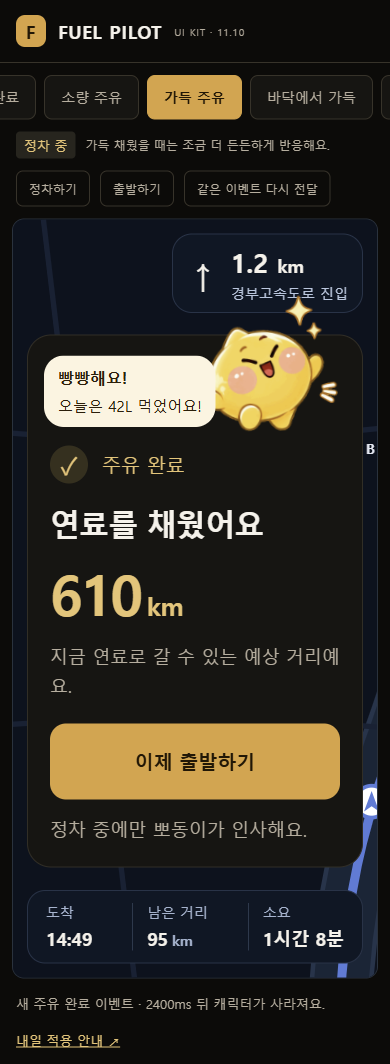 F FUEL PILOT UI KIT · 11.10
완료 소량 주유 가득 주유 바닥에서 가득
정차 중 가득 채웠을 때는 조금 더 든든하게 반응해요.
정차하기 출발하기 같은 이벤트 다시 전달
↑ 1.2 km
경부고속도로 진입
빵빵해요!
오늘은 42L 먹었어요!
B
✓ 주유 완료
연료를 채웠어요
610 km
지금 연료로 갈 수 있는 예상 거리예
요.
이제 출발하기
정차 중에만 뽀동이가 인사해요.
도착 남은 거리 소요
14:49 95 km 1시간 8분
새 주유 완료 이벤트 · 2400ms 뒤 캐릭터가 사라져요.
내일 적용 안내 ↗